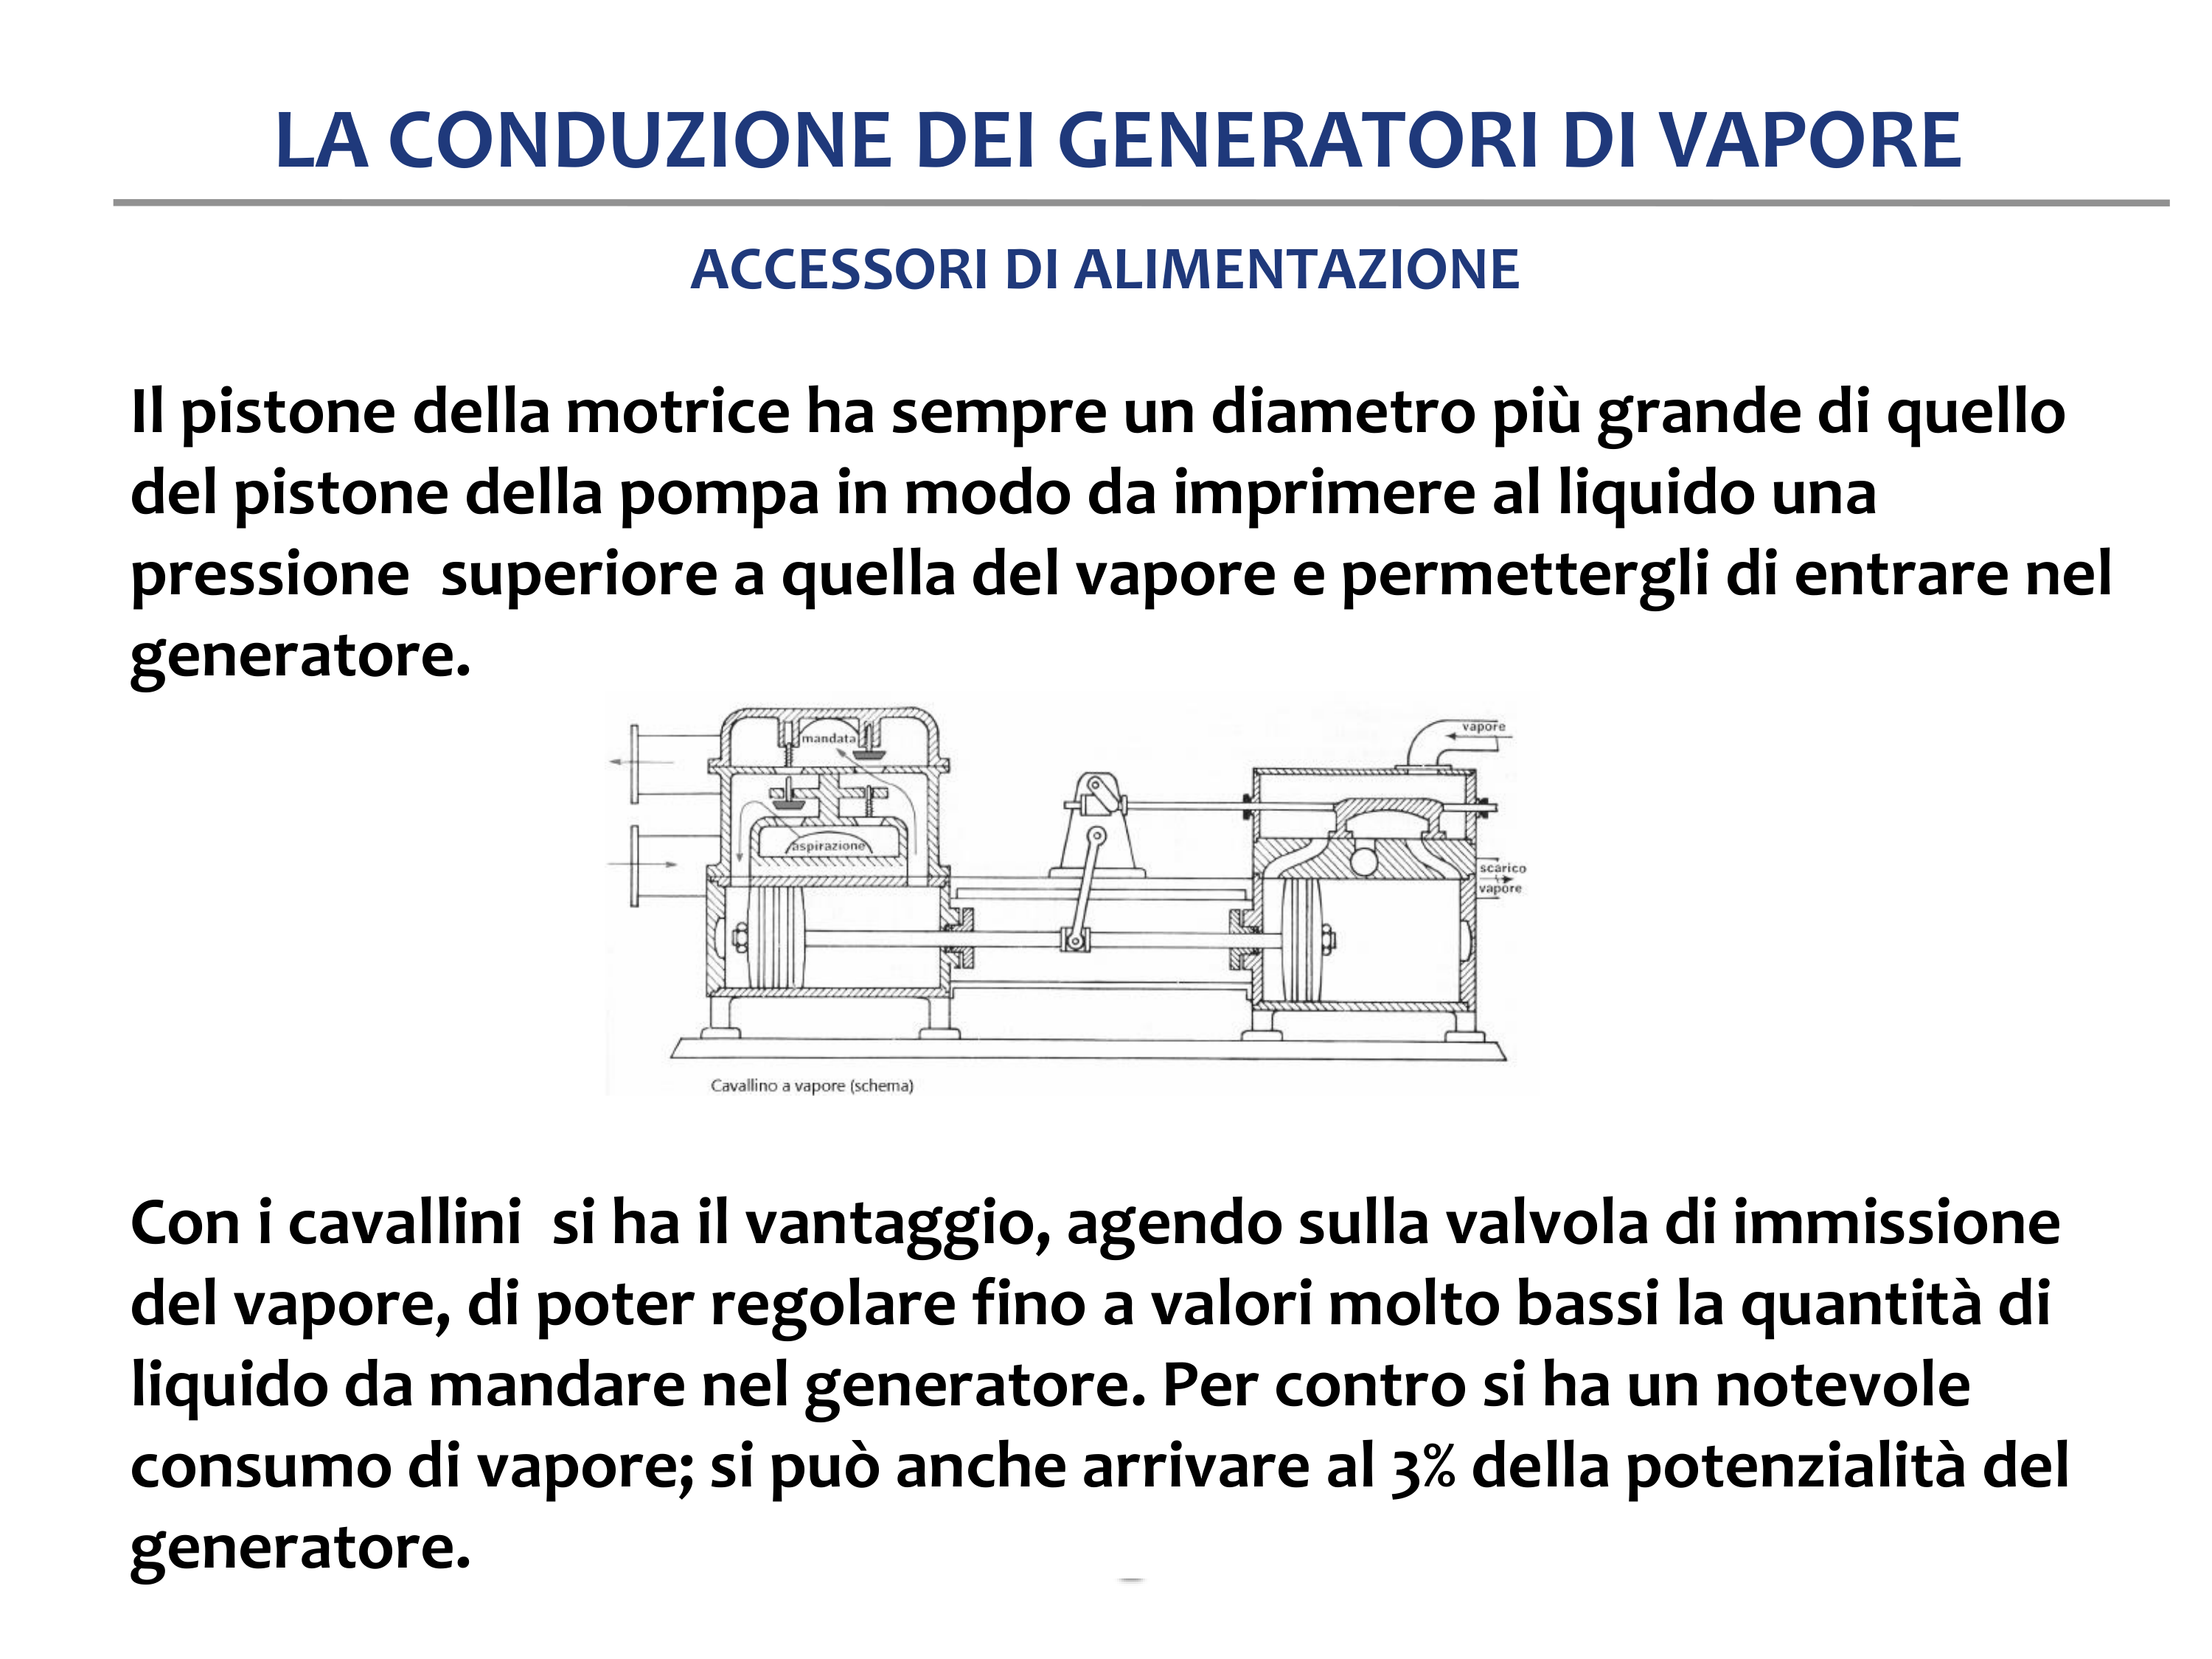 LA CONDUZIONE DEI GENERATORI DI VAPORE
ACCESSORI DI ALIMENTAZIONE
Il pistone della motrice ha sempre un diametro più grande di quello
del pistone della pompa in modo da imprimere al liquido una
pressione  superiore a quella del vapore e permettergli di entrare nel
generatore.
mandata
vapore
aspirazione
scarico
vapore
Cavallino a vapore (schema)
Con i cavallini  si ha il vantaggio, agendo sulla valvola di immissione
del vapore, di poter regolare fino a valori molto bassi la quantità di
liquido da mandare nel generatore. Per contro si ha un notevole
consumo di vapore; si può anche arrivare al 3% della potenzialità del
generatore.